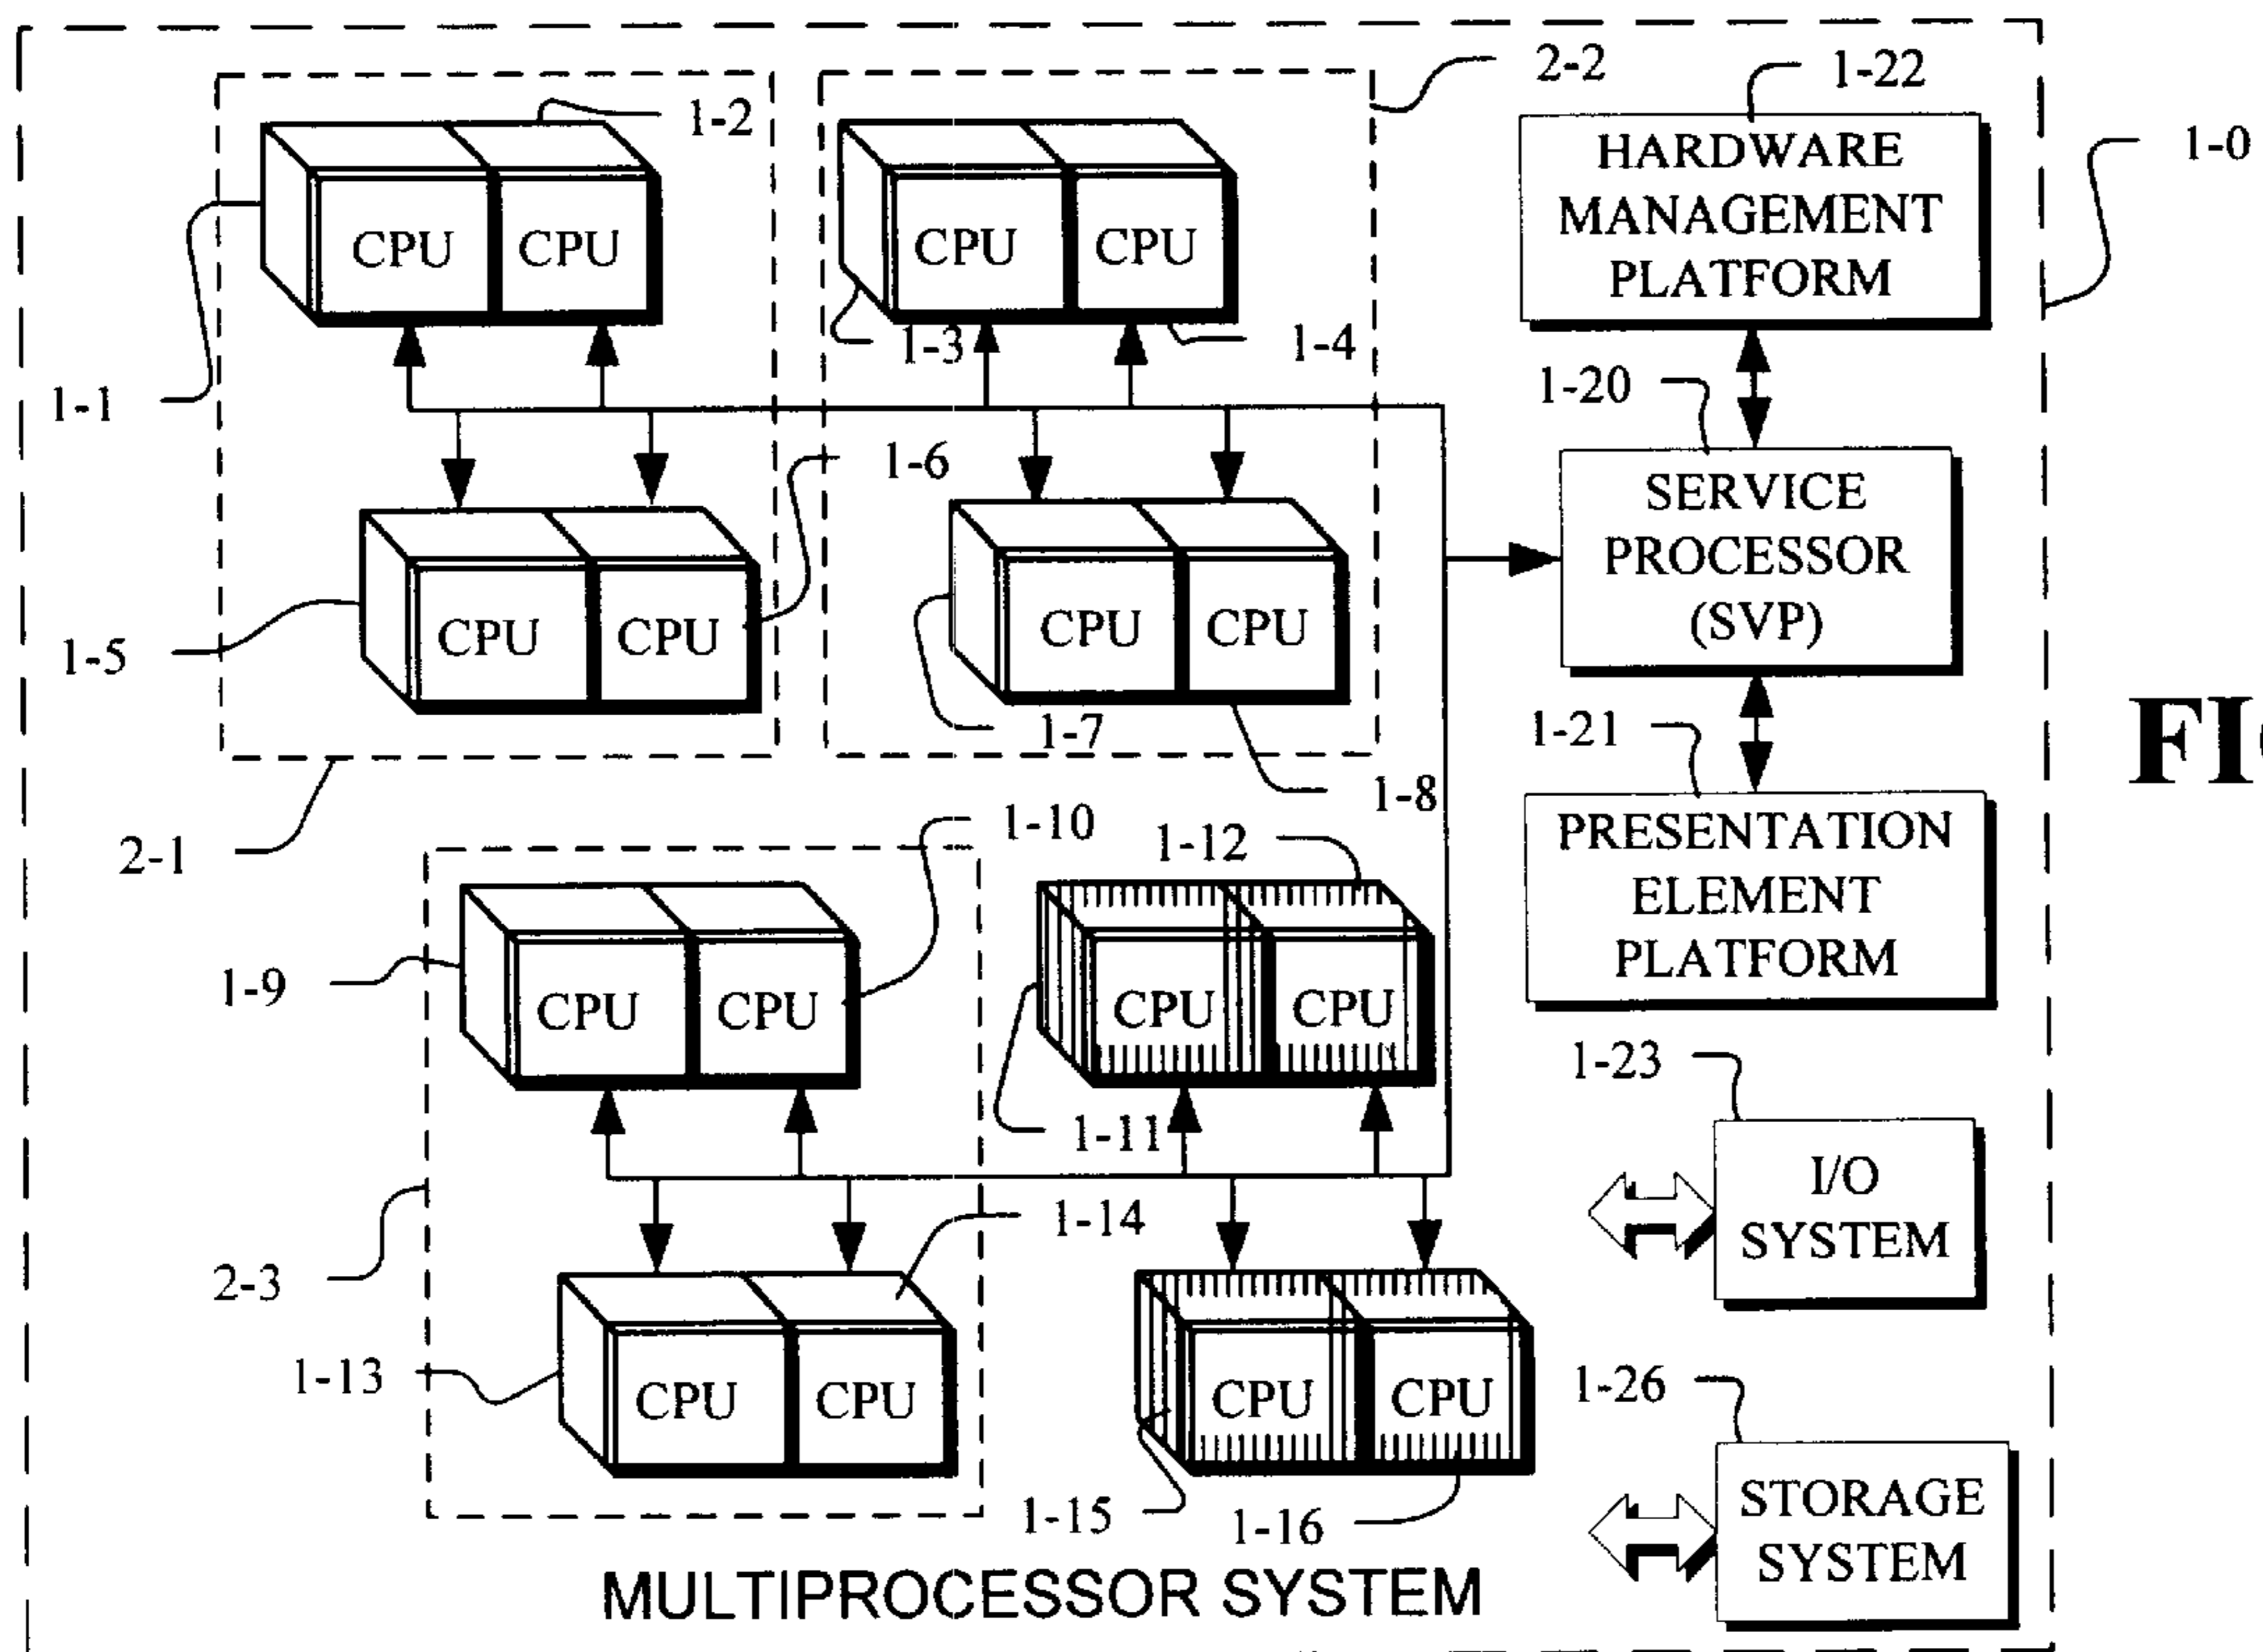 2-2
1-22
1-2
HARDWARE
MANAGEMENT
PLATFORM
1-0
CPU CPU
CPU CPU
1-3
1-4
1-1
1-20
1-6
SERVICE
PROCESSOR
(SVP)
CPU CPU
CPU CPU
1-5
1-7
1-21
1-8
FI
2-1
1-10
1-12
PRESENTATION
ELEMENT
PLATFORM
1-9
CPU CPU
CPU CPU
1-23
1-11
I/O
SYSTEM
1-14
2-3
1-13
CPU CPU
CPU CPU
1-26
1-15
1-16
STORAGE
SYSTEM
MULTIPROCESSOR SYSTEM